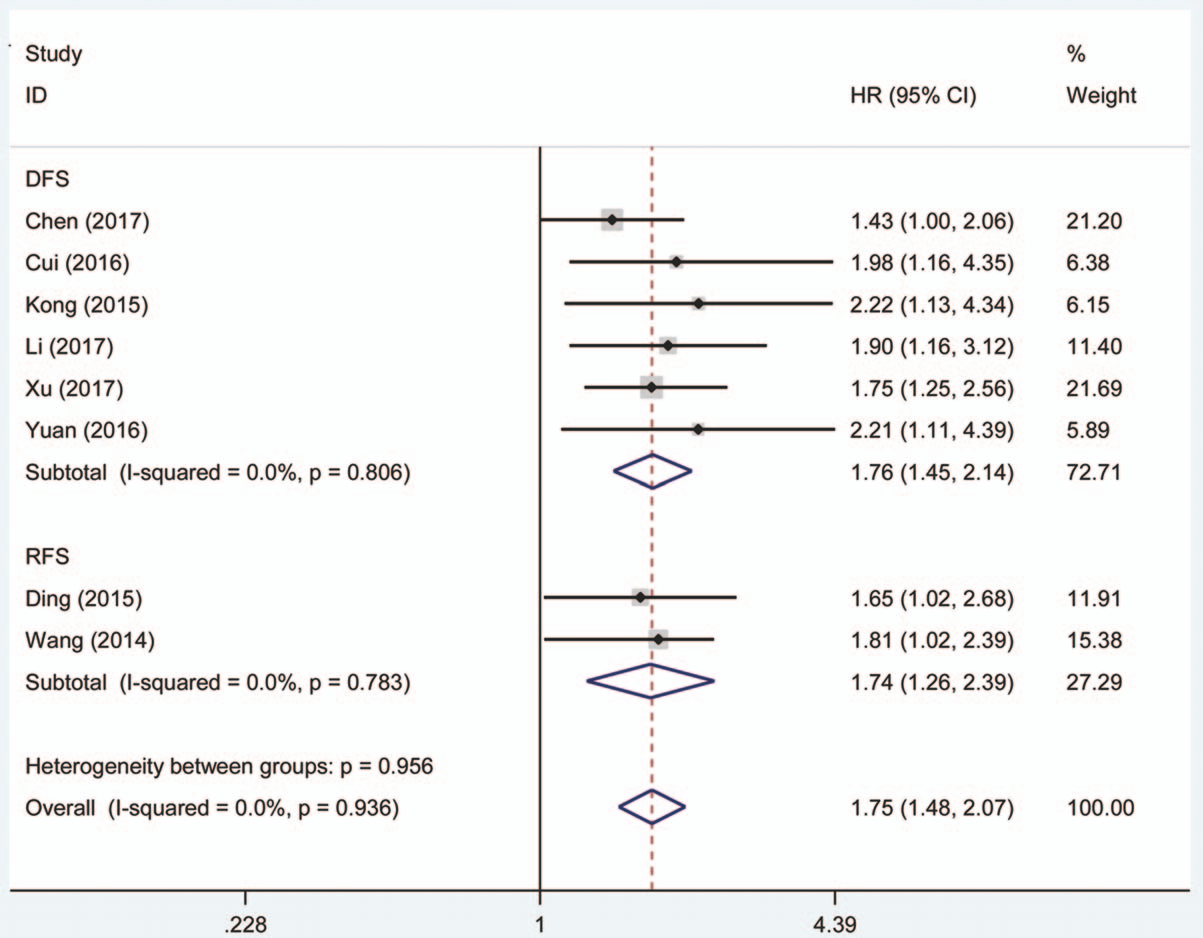 Study %
ID HR (95% CI) Weight
DFS
Chen (2017) 1.43 (1.00, 2.06) 21.20
Cui (2016) 1.98 (1.16, 4.35) 6.38
Kong (2015) 2.22 (1.13, 4.34) 6.15
Li (2017) 1.90 (1.16, 3.12) 11.40
Xu (2017) 1.75 (1.25, 2.56) 21.69
Yuan (2016) 2.21 (1.11, 4.39) 5.89
Subtotal (I-squared = 0.0%, p = 0.806) 1.76 (1.45, 2.14) 72.71
RFS
Ding (2015) 1.65 (1.02, 2.68) 11.91
Wang (2014) 1.81 (1.02, 2.39) 15.38
Subtotal (I-squared = 0.0%, p = 0.783) 1.74 (1.26, 2.39) 27.29
Heterogeneity between groups: p = 0.956
Overall (I-squared = 0.0%, p = 0.936) 1.75 (1.48, 2.07) 100.00
.228 1 4.39